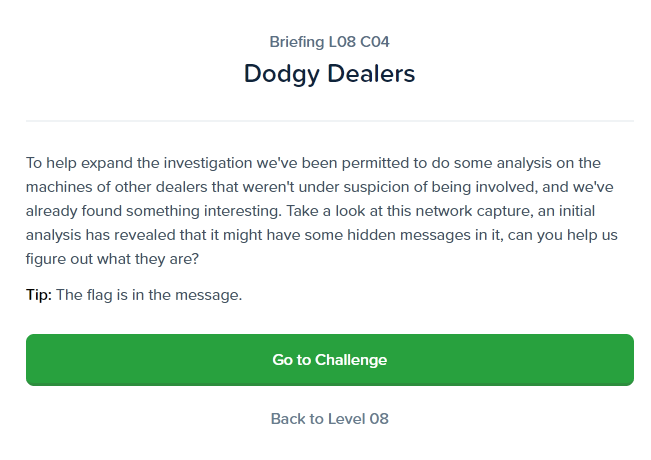 Briefing L08 C04
Dodgy Dealers
To help expand the investigation we've been permitted to do some analysis on the
machines of other dealers that weren't under suspicion of being involved, and we've
already found something interesting. Take a look at this network capture, an initial
analysis has revealed that it might have some hidden messages in it, can you help us
figure out what they are?
Tip: The flag is in the message.
Go to Challenge
Back to Level 08